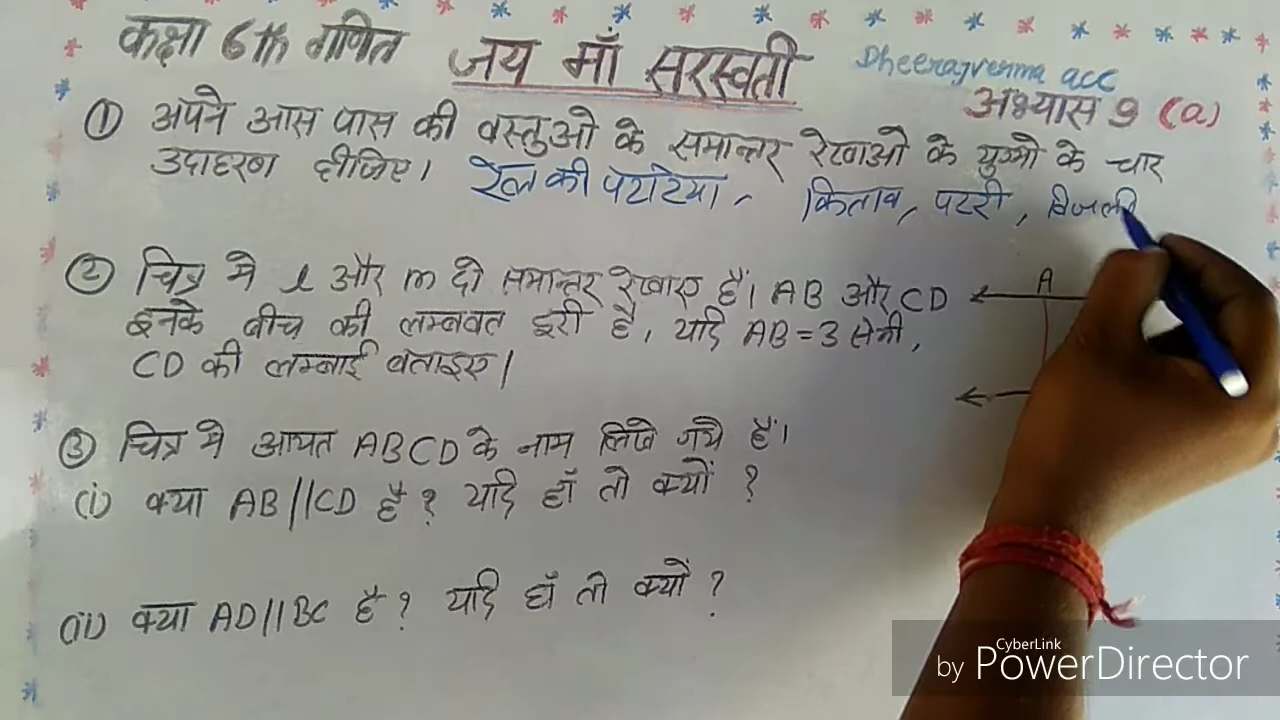 कक्षा 6th गणित
जय माँ सरस्वती
Dheerajverma acc
अभ्यास 9 (a)
① अपने आस पास की वस्तुओ के समान्तर रेखाओ के युग्मो के चार
उदाहरण दीजिए। रेल की पटरिया, किताब, पटरी, बिजली
② चित्र मे l और m दो समान्तर रेखाए हैं। AB और CD
इनके बीच की लम्बवत दूरी है, यदि AB = 3 सेमी,
CD की लम्बाई बताइए।
A
③ चित्र मे आयत ABCD के नाम लिखे गये हैं।
(i) क्या AB//CD है? यदि हाँ तो क्यों?
(ii) क्या AD//BC है? यदि हाँ तो क्यों?
by CyberLink PowerDirector